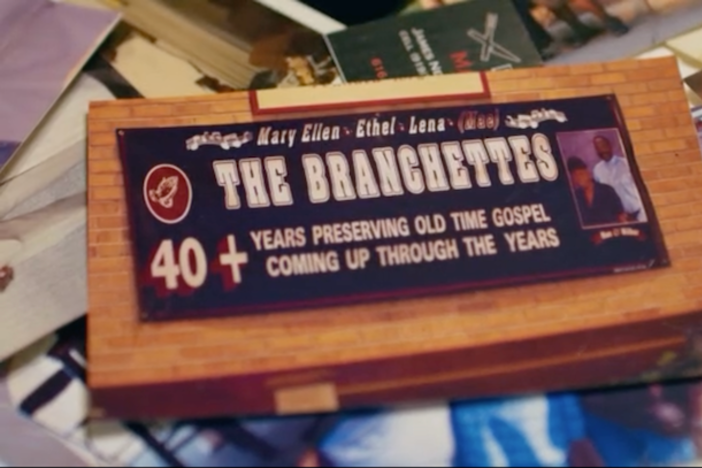 Mary Ellen - Ethel - Lena - (Mae)
THE BRANCHETTES
40+ YEARS PRESERVING OLD TIME GOSPEL
COMING UP THROUGH THE YEARS